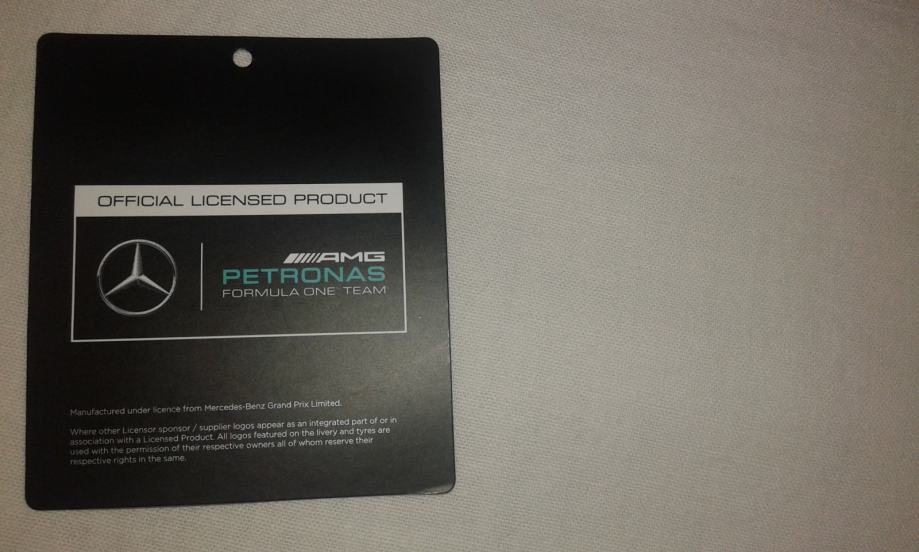 OFFICIAL LICENSED PRODUCT
AMG
PETRONAS
FORMULA ONE™ TEAM
Manufactured under licence from Mercedes-Benz Grand Prix Limited.
Where other Licensor sponsor / supplier logos appear as an integrated part of or in
association with a Licensed Product. All logos featured on the livery and tyres are
used with the permission of their respective owners all of whom reserve their
respective rights in the same.